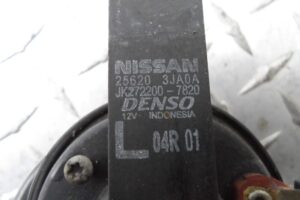 NISSAN
25620 3JA0A
JK272200-7820
DENSO
12V INDONESIA
L 04R 01